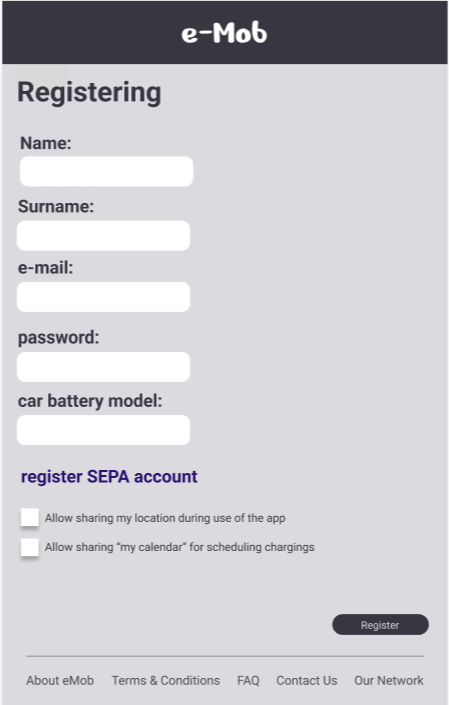 e-Mob
Registering
Name:
Surname:
e-mail:
password:
car battery model:
register SEPA account
Allow sharing my location during use of the app
Allow sharing “my calendar” for scheduling chargings
Register
About eMob Terms & Conditions FAQ Contact Us Our Network